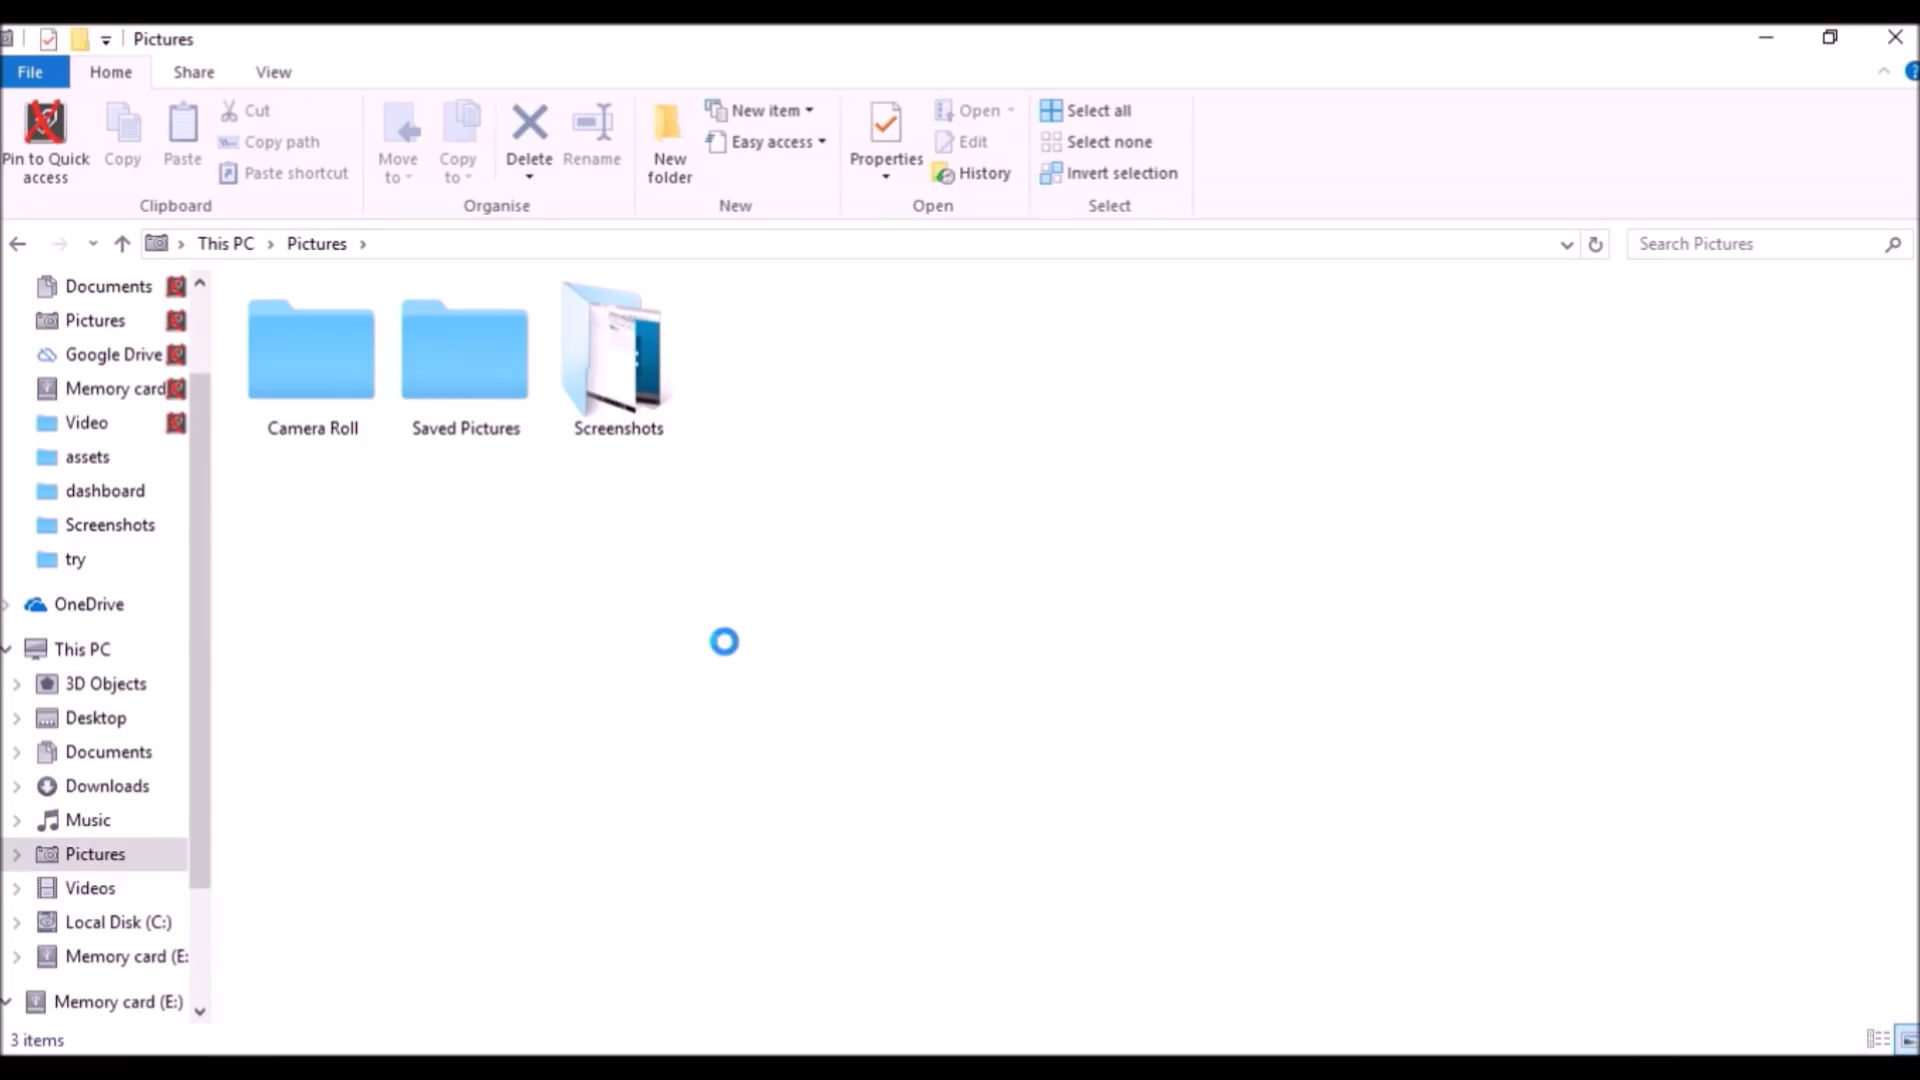 Pictures
File
Home
Share
View
Pin to Quick
access
Copy
Paste
Cut
Copy path
Paste shortcut
Clipboard
Move
to
Copy
to
Delete
Rename
Organise
New
folder
New item
Easy access
New
Properties
Open
Edit
History
Open
Select all
Select none
Invert selection
Select
This PC
Pictures
Search Pictures
Documents
Pictures
Google Drive
Memory card
Video
assets
dashboard
Screenshots
try
OneDrive
This PC
3D Objects
Desktop
Documents
Downloads
Music
Pictures
Videos
Local Disk (C:)
Memory card (E:
Memory card (E:)
Camera Roll
Saved Pictures
Screenshots
3 items